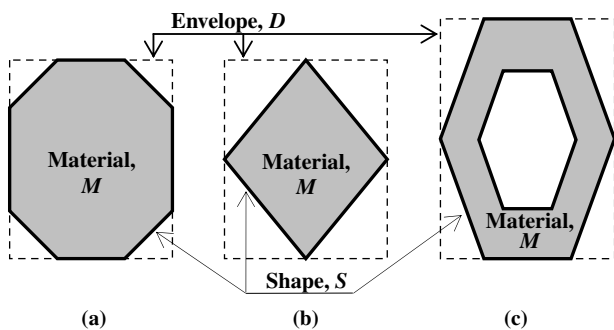 Envelope, D
Material,
M
Material,
M
Material,
M
Shape, S
(a)
(b)
(c)